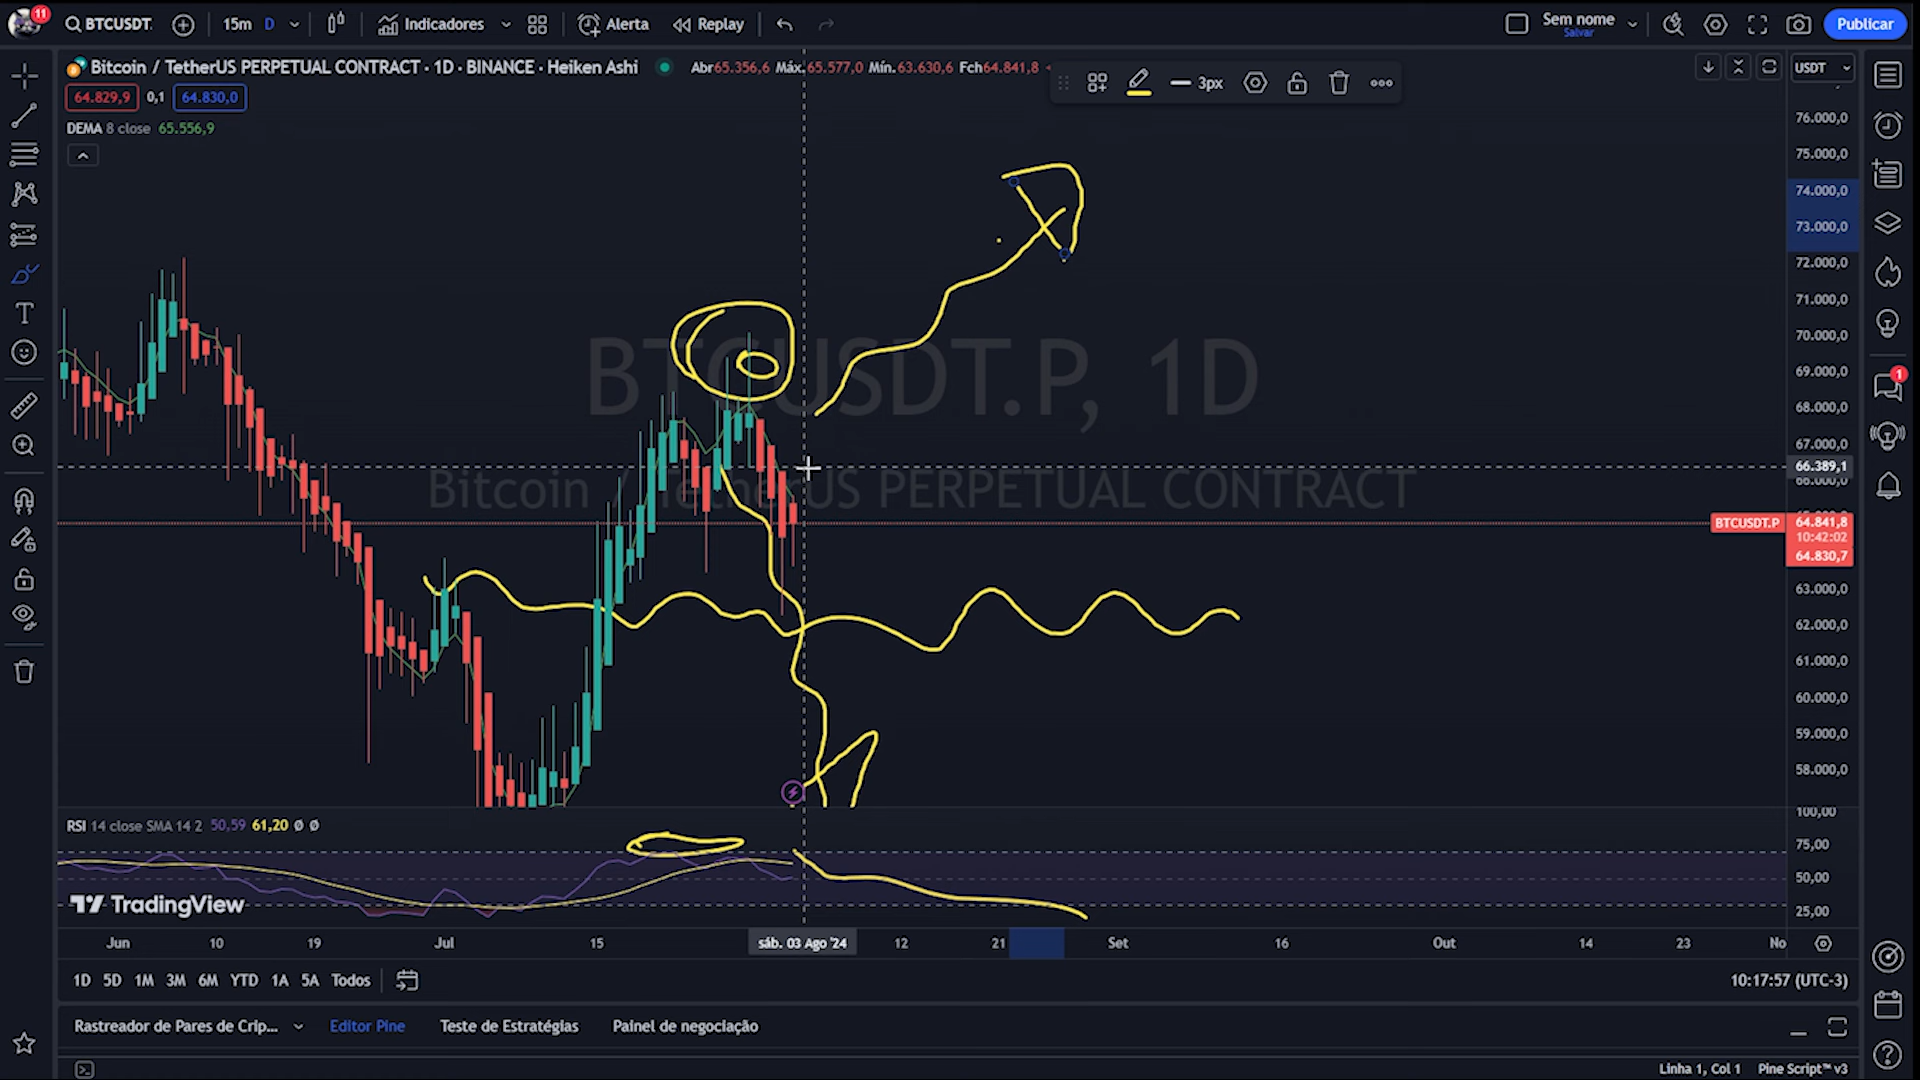 11
BTCUSDT.
15m D
Indicadores
Alerta
Replay
Sem nome
Salvar
Publicar
Bitcoin / TetherUS PERPETUAL CONTRACT · 1D · BINANCE · Heiken Ashi
Abr65.356,6 Máx.65.577,0 Mín.63.630,6 Fch64.841,8
USDT
64.829,9 0,1 64.830,0
3px
DEMA 8 close 65.556,9
76.000,0
75.000,0
74.000,0
73.000,0
72.000,0
71.000,0
70.000,0
69.000,0
68.000,0
67.000,0
66.389,1
66.000,0
BTCUSDT.P 64.841,8
10:42:02
64.830,7
63.000,0
62.000,0
61.000,0
60.000,0
59.000,0
58.000,0
BTCUSDT.P, 1D
Bitcoin / TetherUS PERPETUAL CONTRACT
1
RSI 14 close SMA 14 2 50,59 61,20 Ø Ø
100,00
75,00
50,00
25,00
TradingView
Jun 10 19 Jul 15 sáb. 03 Ago '24 12 21 Set 16 Out 14 23 No
1D 5D 1M 3M 6M YTD 1A 5A Todos
10:17:57 (UTC-3)
Rastreador de Pares de Crip... Editor Pine Teste de Estratégias Painel de negociação
Linha 1, Col 1 Pine Script™ v3